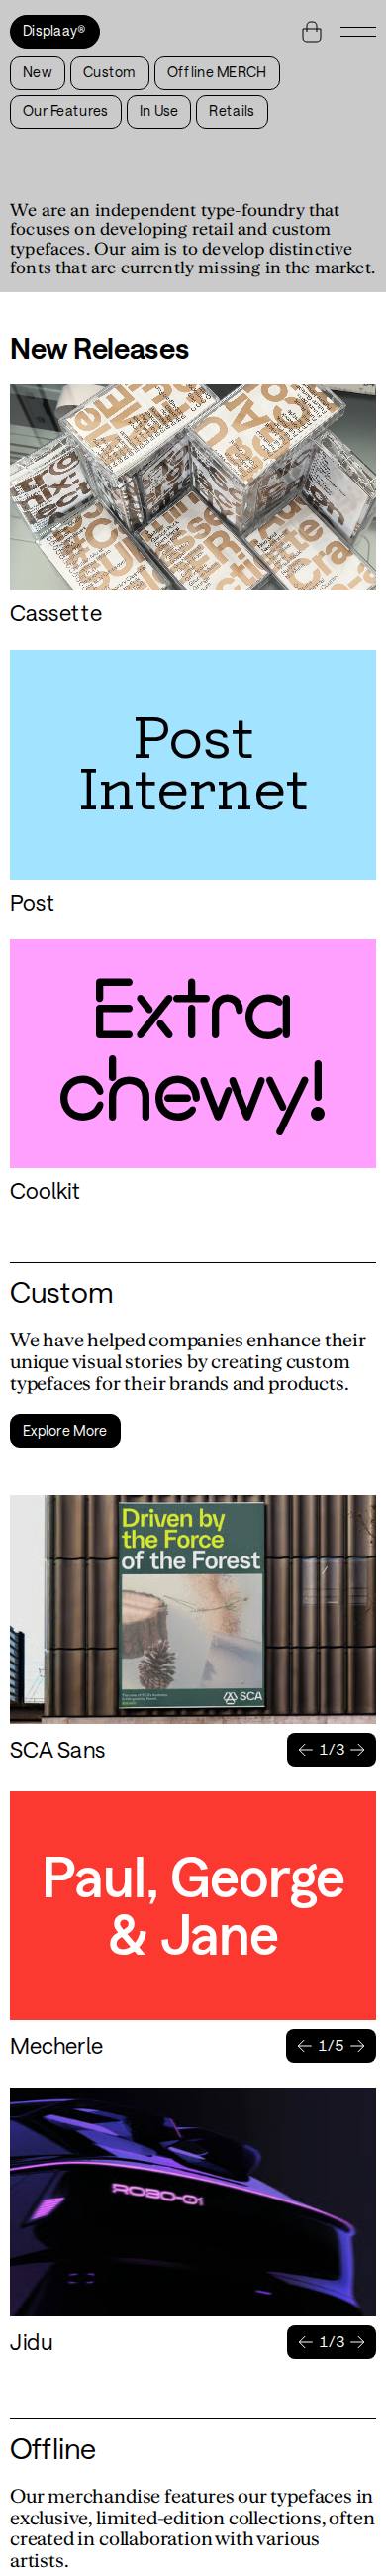 Displaay®
New
Custom
Offline MERCH
Our Features
In Use
Retails
We are an independent type-foundry that
focuses on developing retail and custom
typefaces. Our aim is to develop distinctive
fonts that are currently missing in the market.
New Releases
Cassette
Post
Internet
Post
Extra
chewy!
Coolkit
Custom
We have helped companies enhance their
unique visual stories by creating custom
typefaces for their brands and products.
Explore More
Driven by
the Force
of the Forest
SCA
SCA Sans
← 1/3 →
Paul, George
& Jane
Mecherle
← 1/5 →
ROBO-01
Jidu
← 1/3 →
Offline
Our merchandise features our typefaces in
exclusive, limited-edition collections, often
created in collaboration with various
artists.